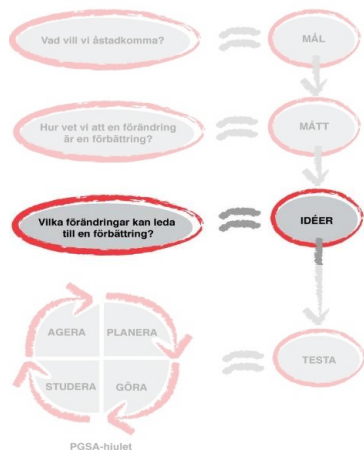 Vad vill vi åstadkomma?
MÅL
Hur vet vi att en förändring
är en förbättring?
MÅTT
Vilka förändringar kan leda
till en förbättring?
IDÉER
AGERA
PLANERA
STUDERA
GÖRA
TESTA
PGSA-hjulet